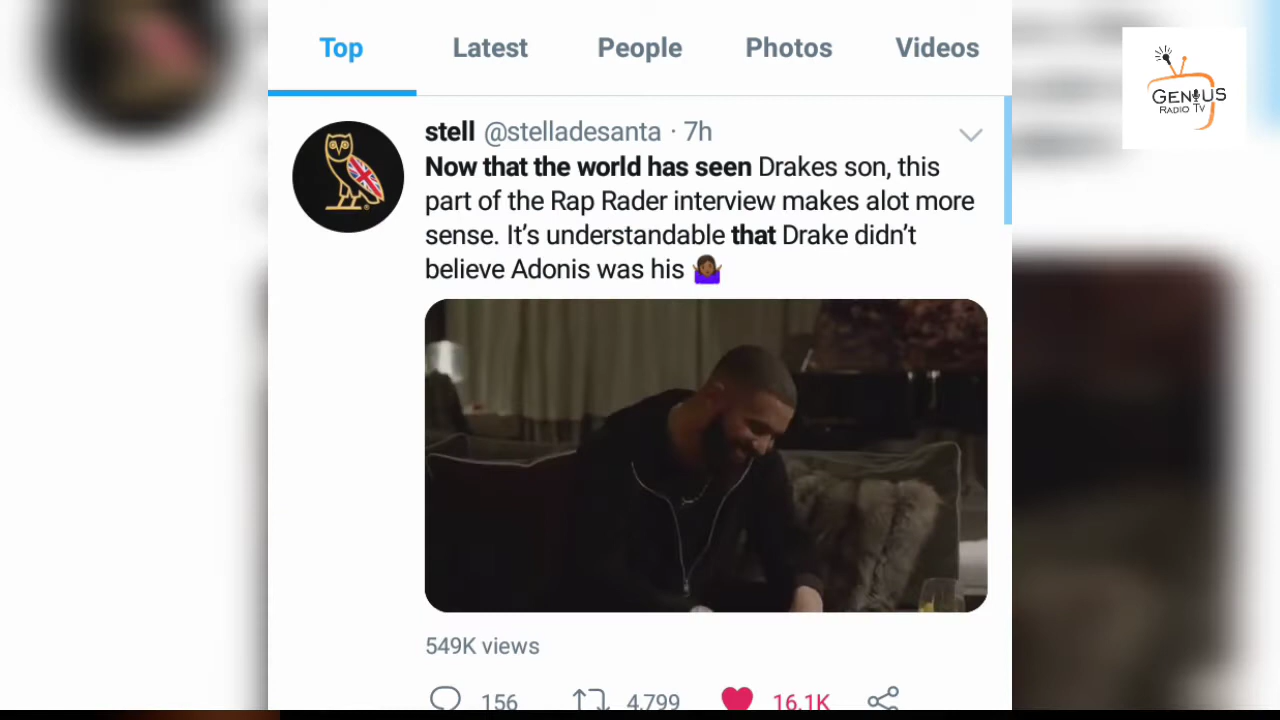 Top Latest People Photos Videos
GENIUS
RADIO TV
stell @stelladesanta · 7h
Now that the world has seen Drakes son, this
part of the Rap Rader interview makes alot more
sense. It’s understandable that Drake didn’t
believe Adonis was his 🤷🏾‍♀️
549K views
156 4,799 16.1K